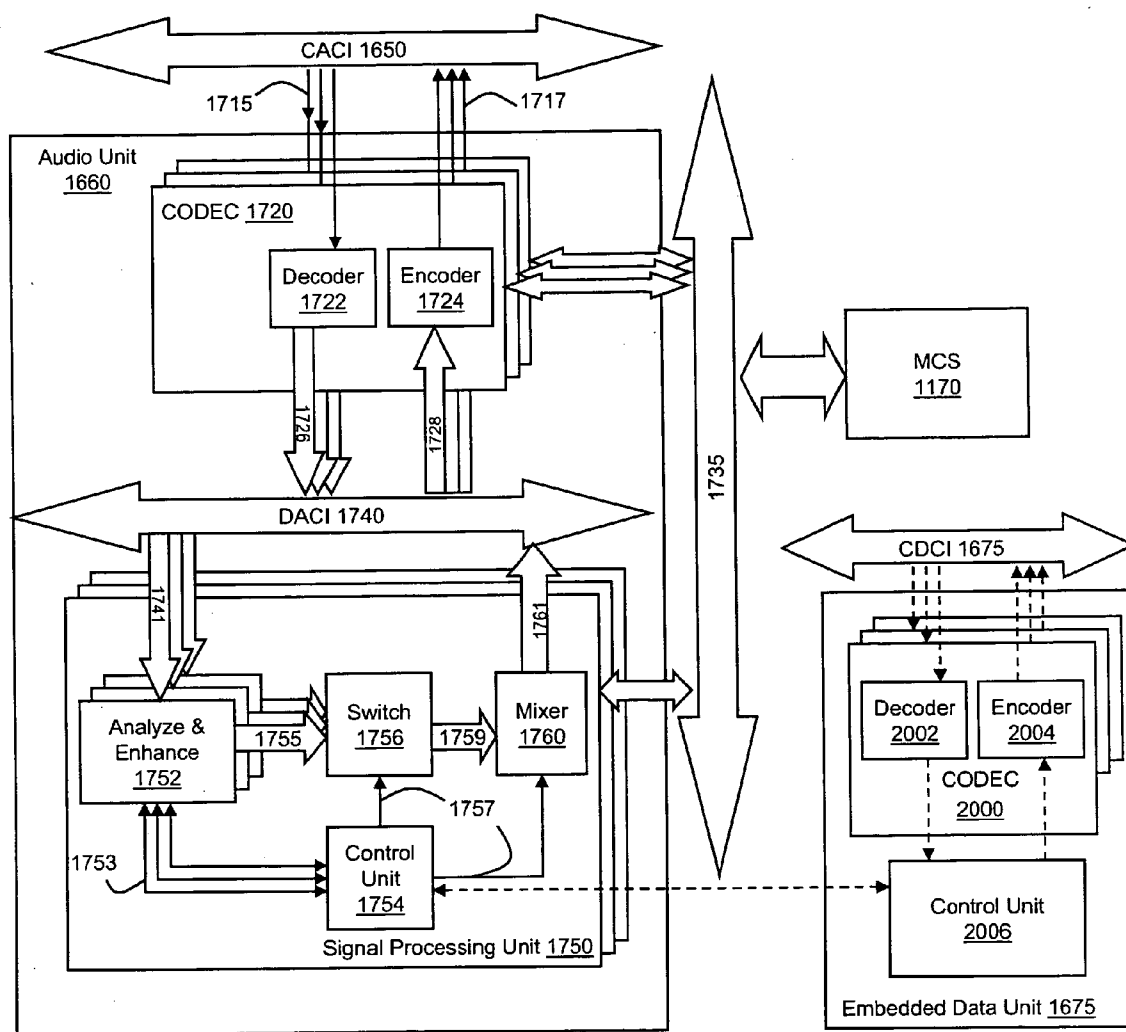 CACI 1650
1715
1717
Audio Unit
1660
CODEC 1720
Decoder
1722
Encoder
1724
1726
1728
MCS
1170
1735
DACI 1740
CDCI 1675
1741
1761
Analyze &
Enhance
1752
1755
Switch
1756
1759
Mixer
1760
Decoder
2002
Encoder
2004
CODEC
2000
1757
1753
Control
Unit
1754
Control Unit
2006
Signal Processing Unit 1750
Embedded Data Unit 1675